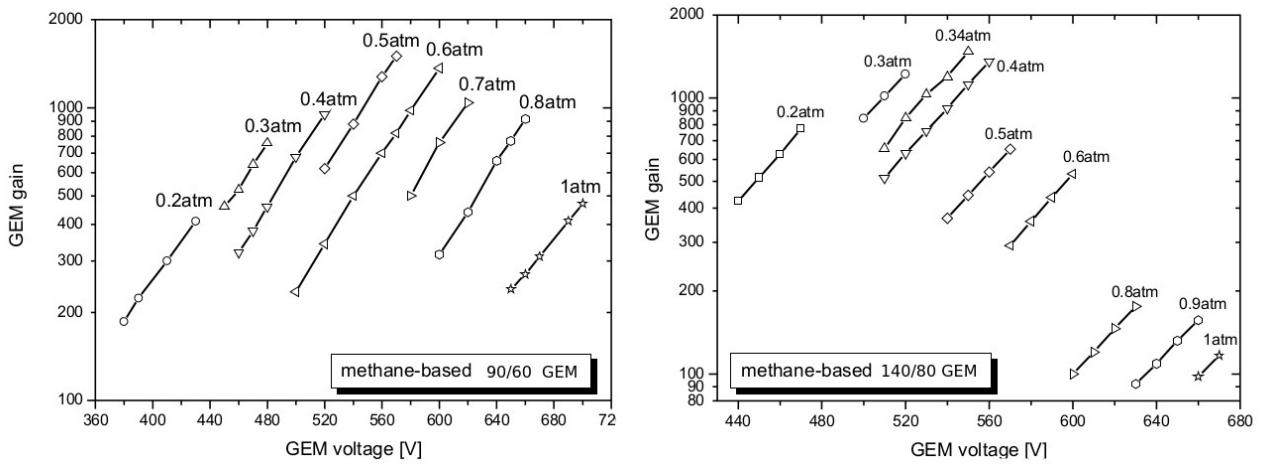 2000
1000
900
800
700
600
500
400
300
200
100
GEM gain
0.2atm
0.3atm
0.4atm
0.5atm
0.6atm
0.7atm
0.8atm
1atm
methane-based 90/60 GEM
360 400 440 480 520 560 600 640 680 72
GEM voltage [V]
2000
1000
900
800
700
600
500
400
300
200
100
90
80
GEM gain
0.2atm
0.3atm
0.34atm
0.4atm
0.5atm
0.6atm
0.8atm
0.9atm
1atm
methane-based 140/80 GEM
440 480 520 560 600 640 680
GEM voltage [V]